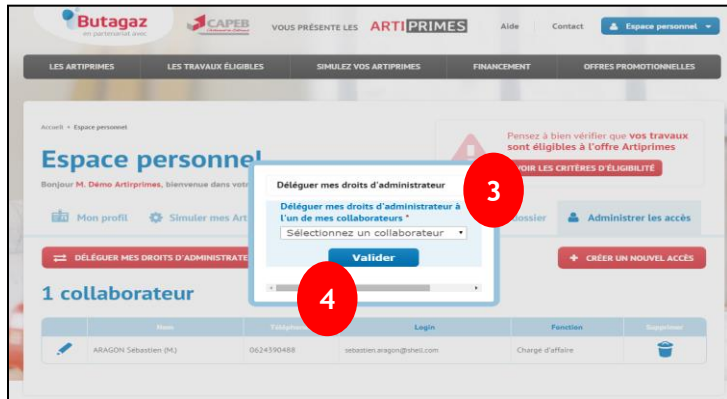 Butagaz
en partenariat avec
CAPEB
VOUS PRÉSENTE LES ARTIPRIMES
Aide
Contact
Espace personnel
LES ARTIPRIMES
LES TRAVAUX ÉLIGIBLES
SIMULEZ VOS ARTIPRIMES
FINANCEMENT
OFFRES PROMOTIONNELLES
Accueil > Espace personnel
Pensez à bien vérifier que vos travaux
sont éligibles à l'offre Artiprimes
VOIR LES CRITÈRES D'ÉLIGIBILITÉ
Espace personnel
Bonjour M. Démo Artirprimes, bienvenue dans votr
Mon profil
Simuler mes Art
dossier
Administrer les accès
Déléguer mes droits d'administrateur
3
Déléguer mes droits d'administrateur à
l'un de mes collaborateurs *
Sélectionnez un collaborateur
Valider
4
DÉLÉGUER MES DROITS D'ADMINISTRATE
CRÉER UN NOUVEL ACCÈS
1 collaborateur
Nom
Téléphone
Login
Fonction
Supprimer
ARAGON Sébastien (M.)
0624390488
sebastien.aragon@shell.com
Chargé d'affaire